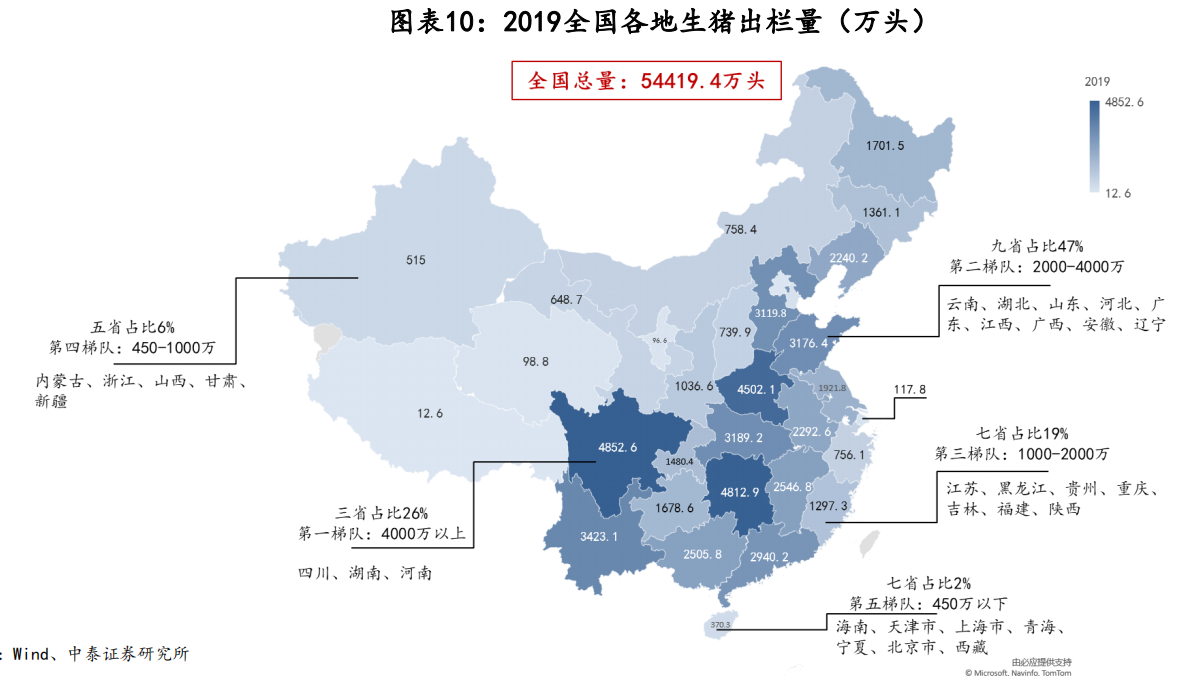 图表10：2019全国各地生猪出栏量（万头）
全国总量：54419.4万头
2019
4852.6
12.6
1701.5
1361.1
758.4
2240.2
515
648.7
3119.8
739.9
96.6
3176.4
98.8
1036.6
4502.1
1921.8
117.8
12.6
4852.6
3189.2
2292.6
756.1
1480.4
4812.9
2546.8
1297.3
1678.6
3423.1
2505.8
2940.2
370.3
九省占比47%
第二梯队：2000-4000万
云南、湖北、山东、河北、广
东、江西、广西、安徽、辽宁
五省占比6%
第四梯队：450-1000万
内蒙古、浙江、山西、甘肃、
新疆
七省占比19%
第三梯队：1000-2000万
江苏、黑龙江、贵州、重庆、
吉林、福建、陕西
三省占比26%
第一梯队：4000万以上
四川、湖南、河南
七省占比2%
第五梯队：450万以下
海南、天津市、上海市、青海、
宁夏、北京市、西藏
：Wind、中泰证券研究所
由必应提供支持
© Microsoft, Navinfo, TomTom